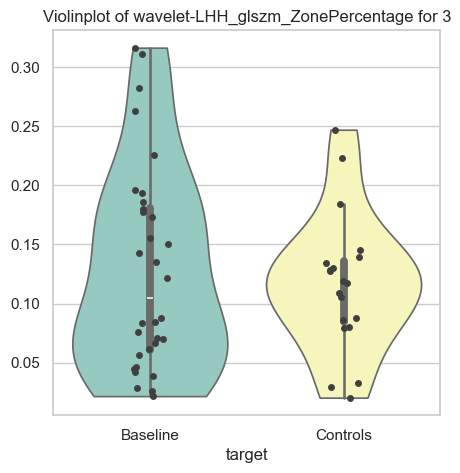 Violinplot of wavelet-LHH_glszm_ZonePercentage for 3
0.30
0.25
0.20
0.15
0.10
0.05
Baseline Controls
target